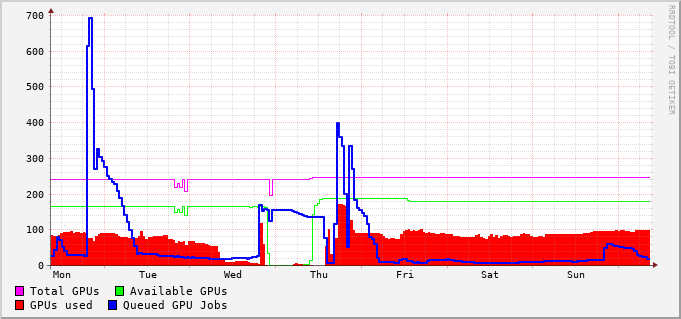 700
600
500
400
300
200
100
0
Mon Tue Wed Thu Fri Sat Sun
Total GPUs Available GPUs
GPUs used Queued GPU Jobs
RRDTOOL / TOBI OETIKER